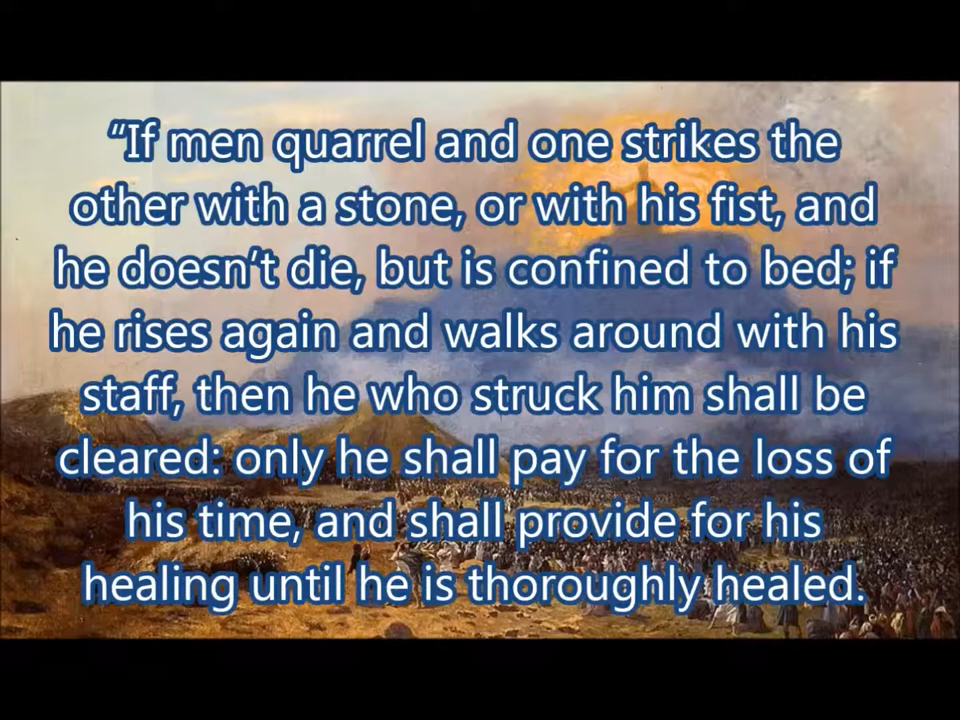 “If men quarrel and one strikes the
other with a stone, or with his fist, and
he doesn’t die, but is confined to bed; if
he rises again and walks around with his
staff, then he who struck him shall be
cleared: only he shall pay for the loss of
his time, and shall provide for his
healing until he is thoroughly healed.